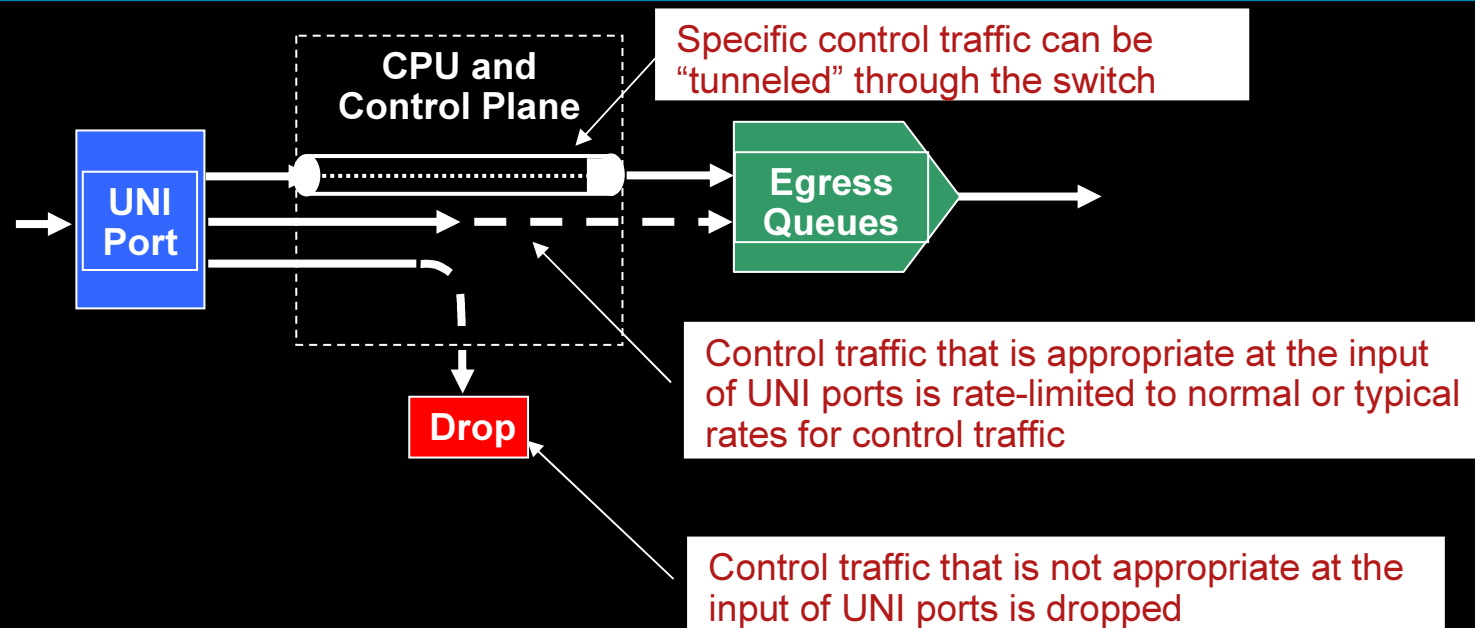 Specific control traffic can be
“tunneled” through the switch
CPU and
Control Plane
UNI
Port
Egress
Queues
Control traffic that is appropriate at the input
of UNI ports is rate-limited to normal or typical
rates for control traffic
Drop
Control traffic that is not appropriate at the
input of UNI ports is dropped